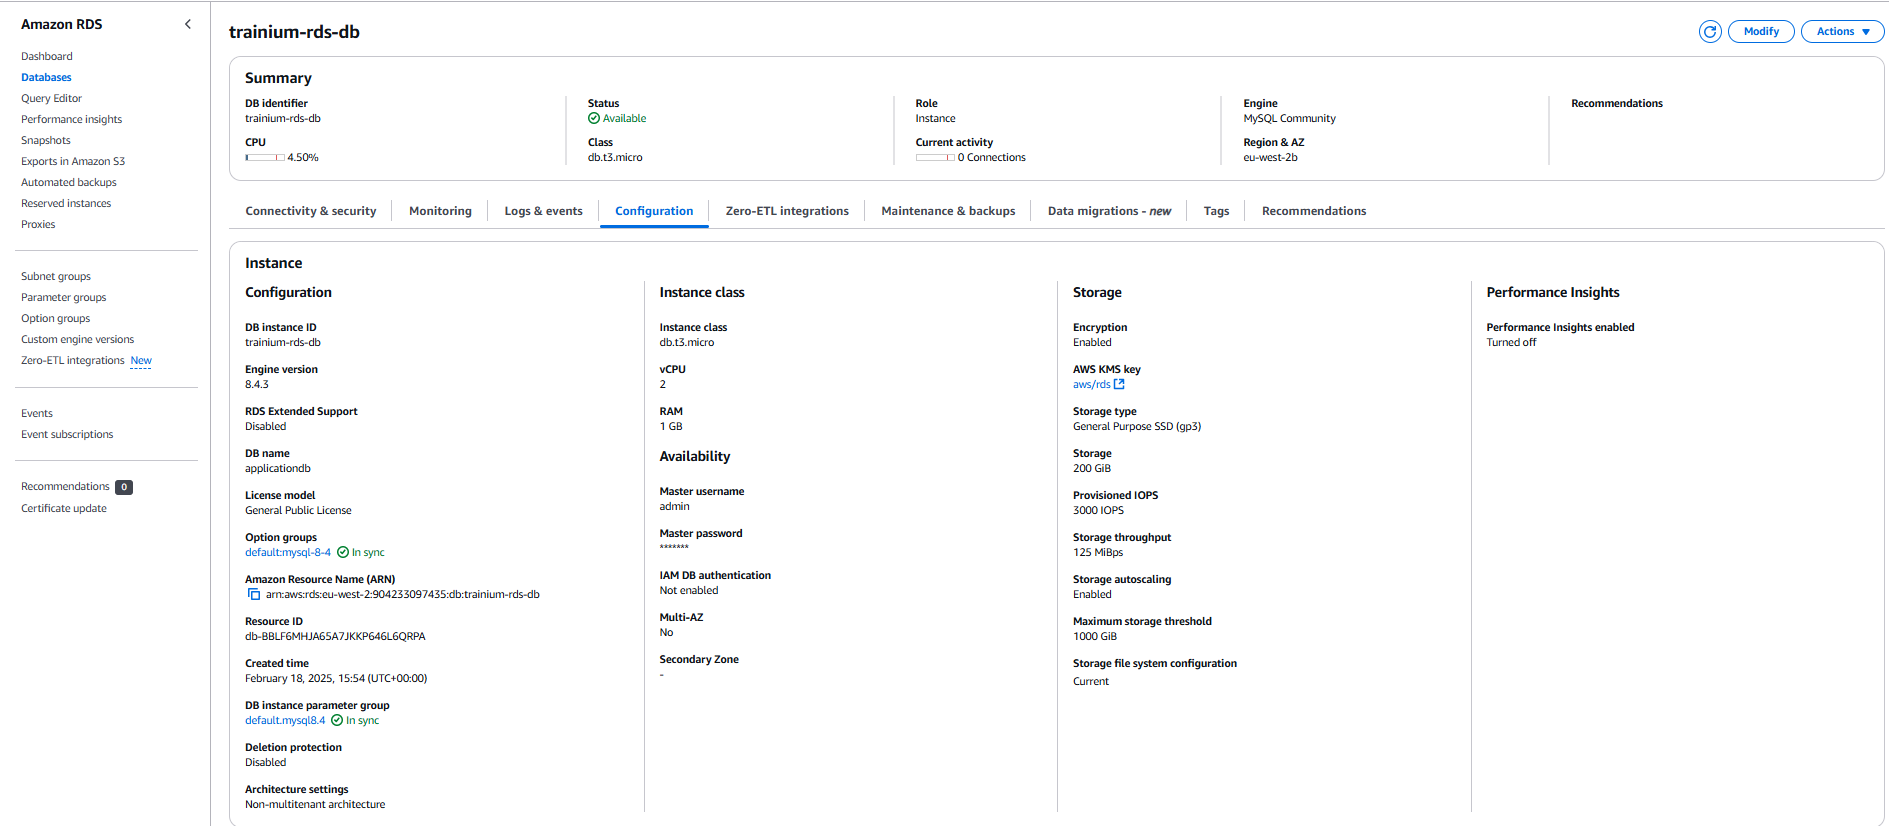 Amazon RDS
Dashboard
Databases
Query Editor
Performance insights
Snapshots
Exports in Amazon S3
Automated backups
Reserved instances
Proxies
Subnet groups
Parameter groups
Option groups
Custom engine versions
Zero-ETL integrations New
Events
Event subscriptions
Recommendations 0
Certificate update
trainium-rds-db
Modify
Actions
Summary
DB identifier
trainium-rds-db
CPU
4.50%
Status
Available
Class
db.t3.micro
Role
Instance
Current activity
0 Connections
Engine
MySQL Community
Region & AZ
eu-west-2b
Recommendations
Connectivity & security
Monitoring
Logs & events
Configuration
Zero-ETL integrations
Maintenance & backups
Data migrations - new
Tags
Recommendations
Instance
Configuration
DB instance ID
trainium-rds-db
Engine version
8.4.3
RDS Extended Support
Disabled
DB name
applicationdb
License model
General Public License
Option groups
default:mysql-8-4 In sync
Amazon Resource Name (ARN)
arn:aws:rds:eu-west-2:904233097435:db:trainium-rds-db
Resource ID
db-BBLF6MHJA65A7JKKP646L6QRPA
Created time
February 18, 2025, 15:54 (UTC+00:00)
DB instance parameter group
default.mysql8.4 In sync
Deletion protection
Disabled
Architecture settings
Non-multitenant architecture
Instance class
Instance class
db.t3.micro
vCPU
2
RAM
1 GB
Availability
Master username
admin
Master password
*******
IAM DB authentication
Not enabled
Multi-AZ
No
Secondary Zone
-
Storage
Encryption
Enabled
AWS KMS key
aws/rds
Storage type
General Purpose SSD (gp3)
Storage
200 GiB
Provisioned IOPS
3000 IOPS
Storage throughput
125 MiBps
Storage autoscaling
Enabled
Maximum storage threshold
1000 GiB
Storage file system configuration
Current
Performance Insights
Performance Insights enabled
Turned off